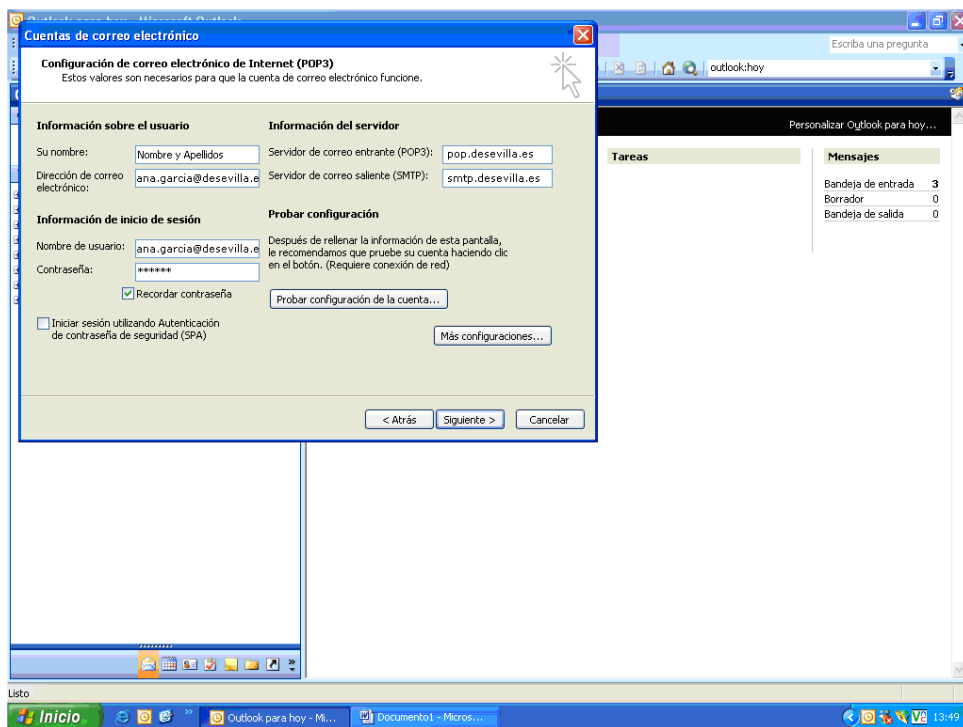 Outlook para hoy - Microsoft Outlook
Cuentas de correo electrónico
Escriba una pregunta
Configuración de correo electrónico de Internet (POP3)
Estos valores son necesarios para que la cuenta de correo electrónico funcione.
outlook:hoy
Personalizar Outlook para hoy...
Información sobre el usuario
Su nombre:
Nombre y Apellidos
Dirección de correo
electrónico:
ana.garcia@desevilla.e
Información de inicio de sesión
Nombre de usuario:
ana.garcia@desevilla.e
Contraseña:
******
Recordar contraseña
Iniciar sesión utilizando Autenticación
de contraseña de seguridad (SPA)
Información del servidor
Servidor de correo entrante (POP3):
pop.desevilla.es
Servidor de correo saliente (SMTP):
smtp.desevilla.es
Probar configuración
Después de rellenar la información de esta pantalla,
le recomendamos que pruebe su cuenta haciendo clic
en el botón. (Requiere conexión de red)
Probar configuración de la cuenta...
Más configuraciones...
< Atrás
Siguiente >
Cancelar
Tareas
Mensajes
Bandeja de entrada 3
Borrador 0
Bandeja de salida 0
Listo
Inicio
Outlook para hoy - Mi...
Documento1 - Micros...
13:49